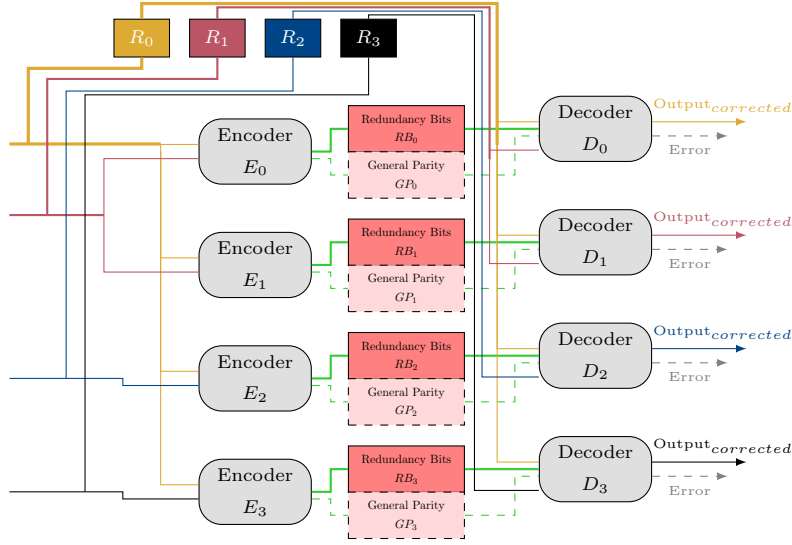 R0 R1 R2 R3
Encoder
E0
Redundancy Bits
RB0
General Parity
GP0
Decoder
D0
Outputcorrected
Error
Encoder
E1
Redundancy Bits
RB1
General Parity
GP1
Decoder
D1
Outputcorrected
Error
Encoder
E2
Redundancy Bits
RB2
General Parity
GP2
Decoder
D2
Outputcorrected
Error
Encoder
E3
Redundancy Bits
RB3
General Parity
GP3
Decoder
D3
Outputcorrected
Error